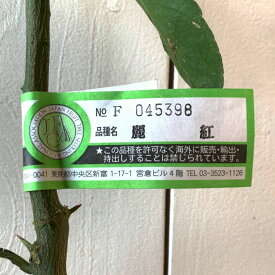 № F 045398
品種名 麗 紅
★この品種を許可なく海外に販売・輸出・
持出しすることは禁じられています。
-0041 東京都中央区新富 1-17-1 宮倉ビル 4 階 TEL 03-3523-1126